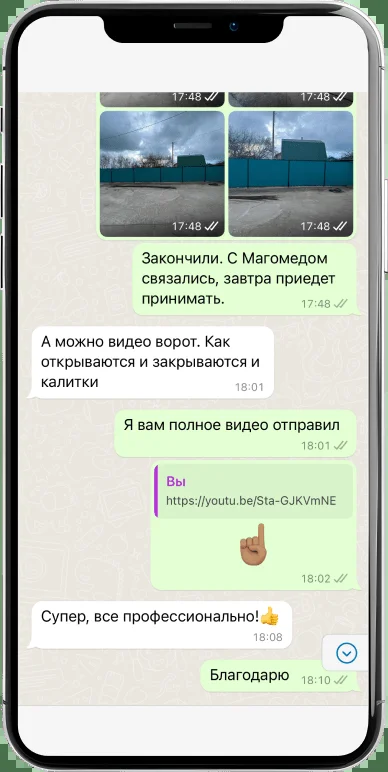 17:48
17:48
17:48
17:48
Закончили. С Магомедом
связались, завтра приедет
принимать.
17:48
А можно видео ворот. Как
открываются и закрываются и
калитки
18:01
Я вам полное видео отправил
18:01
Вы
https://youtu.be/Sta-GJKVmNE
☝🏾
18:02
Супер, все профессионально!👍
18:08
Благодарю
18:10